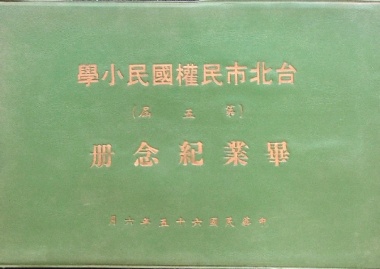 台北市民權國民小學
(第五屆)
畢業紀念冊
中華民國六十五年六月